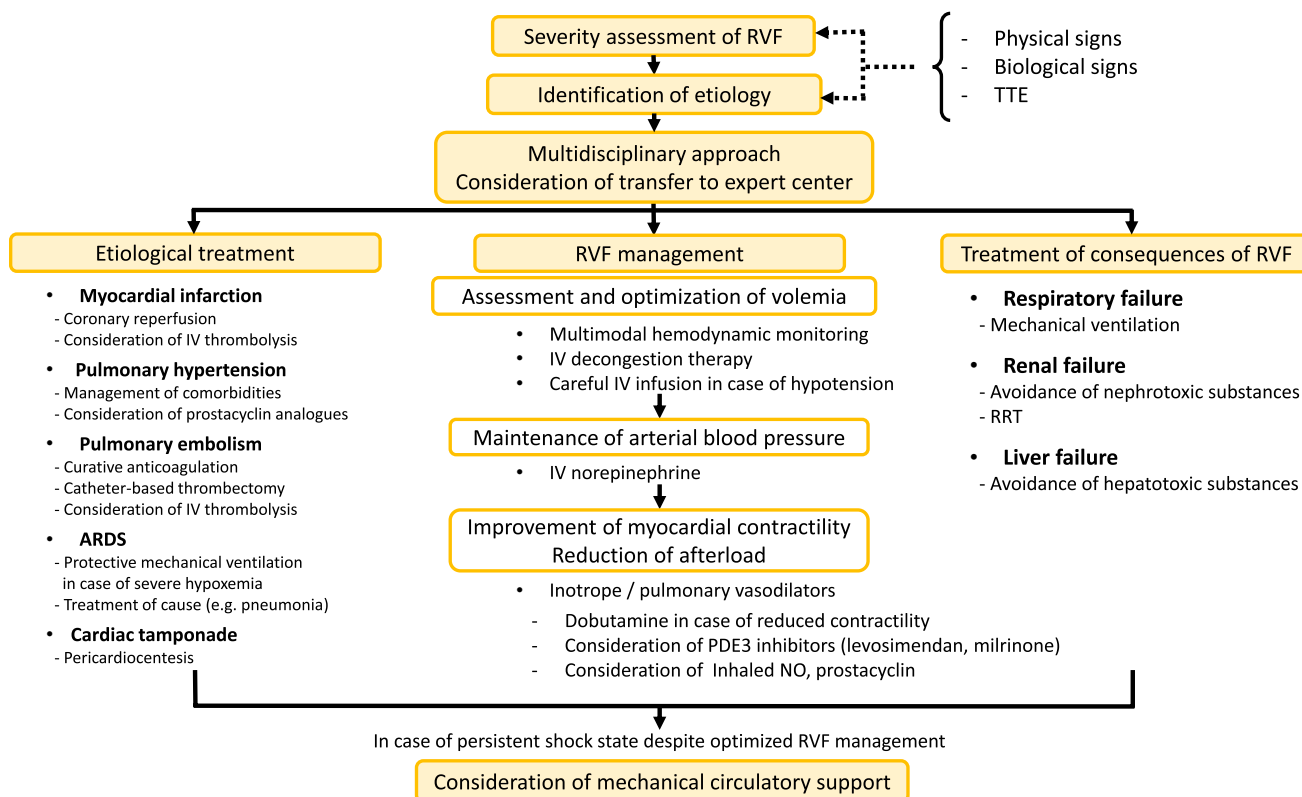 Severity assessment of RVF
- Physical signs
- Biological signs
- TTE
Identification of etiology
Multidisciplinary approach
Consideration of transfer to expert center
Etiological treatment
• Myocardial infarction
- Coronary reperfusion
- Consideration of IV thrombolysis
• Pulmonary hypertension
- Management of comorbidities
- Consideration of prostacyclin analogues
• Pulmonary embolism
- Curative anticoagulation
- Catheter-based thrombectomy
- Consideration of IV thrombolysis
• ARDS
- Protective mechanical ventilation
in case of severe hypoxemia
- Treatment of cause (e.g. pneumonia)
• Cardiac tamponade
- Pericardiocentesis
RVF management
Assessment and optimization of volemia
• Multimodal hemodynamic monitoring
• IV decongestion therapy
• Careful IV infusion in case of hypotension
Maintenance of arterial blood pressure
• IV norepinephrine
Improvement of myocardial contractility
Reduction of afterload
• Inotrope / pulmonary vasodilators
- Dobutamine in case of reduced contractility
- Consideration of PDE3 inhibitors (levosimendan, milrinone)
- Consideration of Inhaled NO, prostacyclin
Treatment of consequences of RVF
• Respiratory failure
- Mechanical ventilation
• Renal failure
- Avoidance of nephrotoxic substances
- RRT
• Liver failure
- Avoidance of hepatotoxic substances
In case of persistent shock state despite optimized RVF management
Consideration of mechanical circulatory support